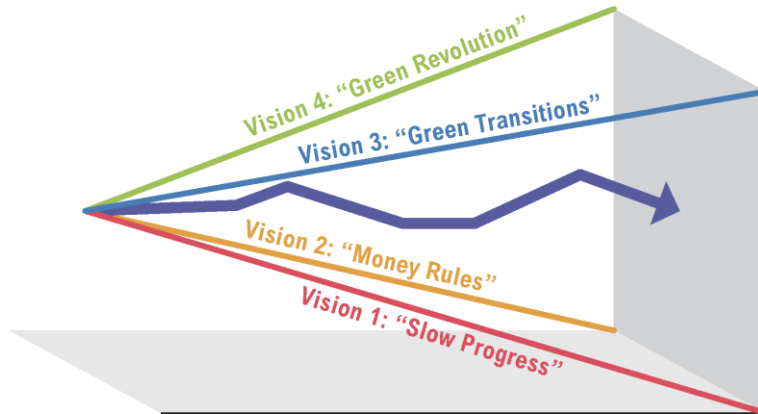 Vision 4: “Green Revolution”
Vision 3: “Green Transitions”
Vision 2: “Money Rules”
Vision 1: “Slow Progress”